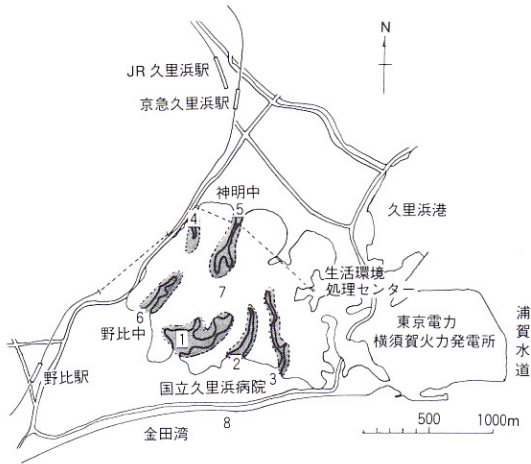 N
JR 久里浜駅
京急久里浜駅
神明中
久里浜港
4
5
生活環境
処理センター
7
6
野比中
1
東京電力
横須賀火力発電所
浦賀水道
2
3
野比駅
国立久里浜病院
8
金田湾
500
1000m